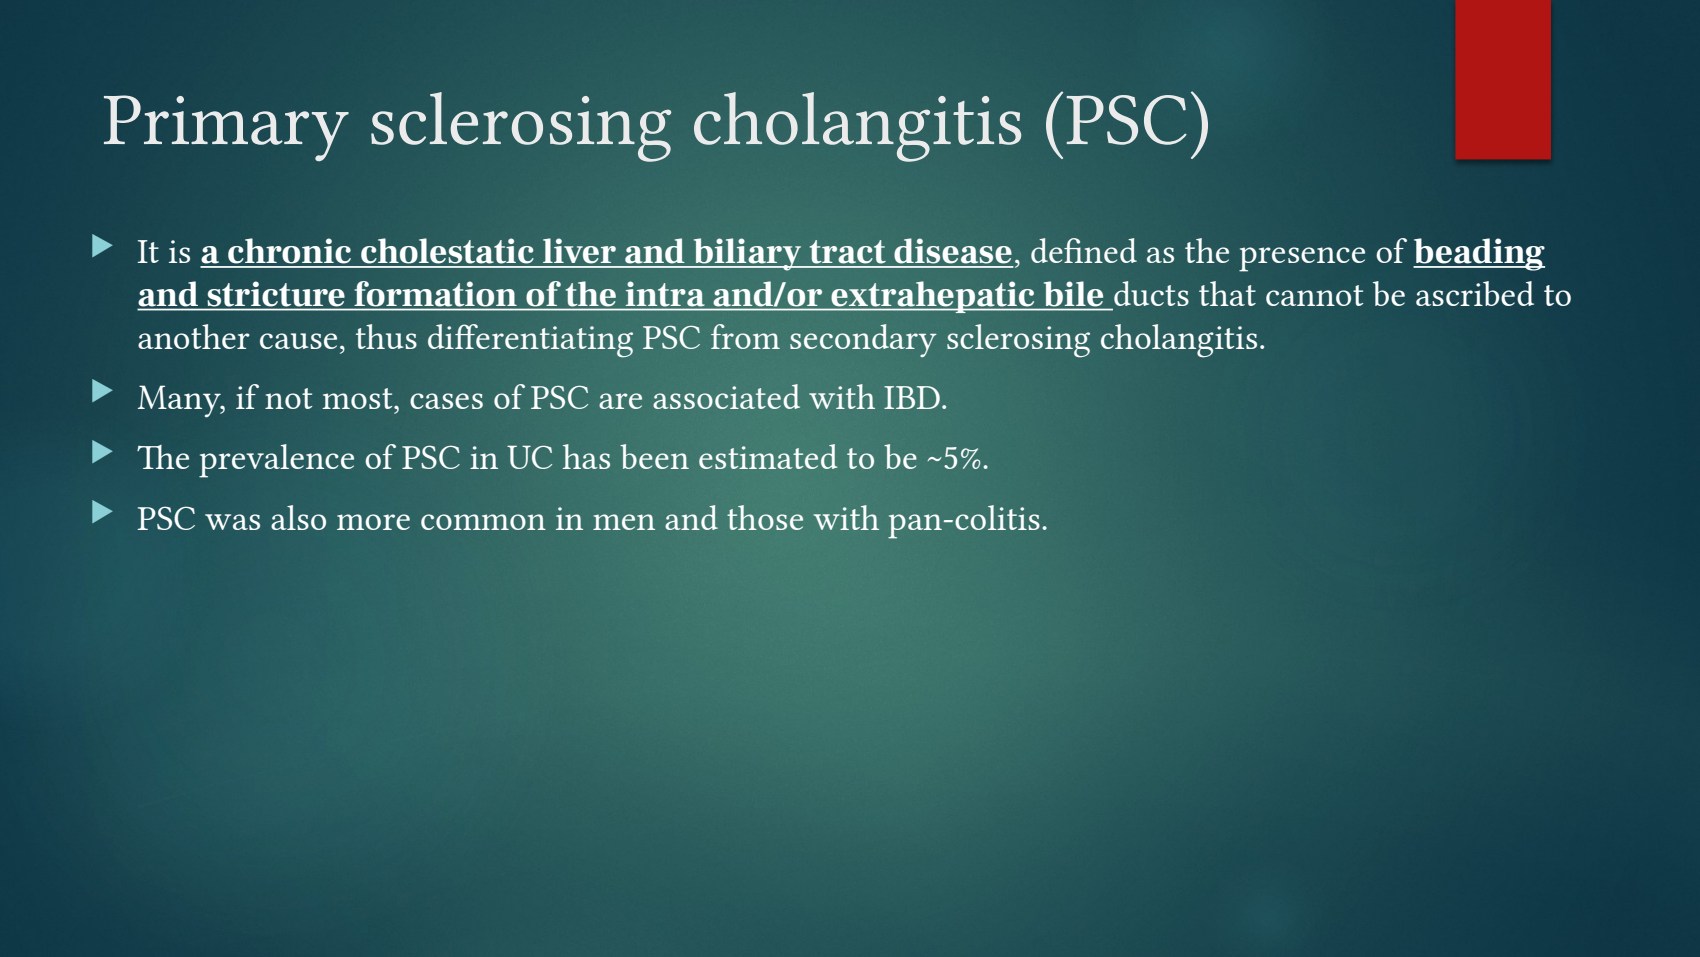 Primary sclerosing cholangitis (PSC)
It is a chronic cholestatic liver and biliary tract disease, defined as the presence of beading
and stricture formation of the intra and/or extrahepatic bile ducts that cannot be ascribed to
another cause, thus differentiating PSC from secondary sclerosing cholangitis.
Many, if not most, cases of PSC are associated with IBD.
The prevalence of PSC in UC has been estimated to be ~5%.
PSC was also more common in men and those with pan-colitis.